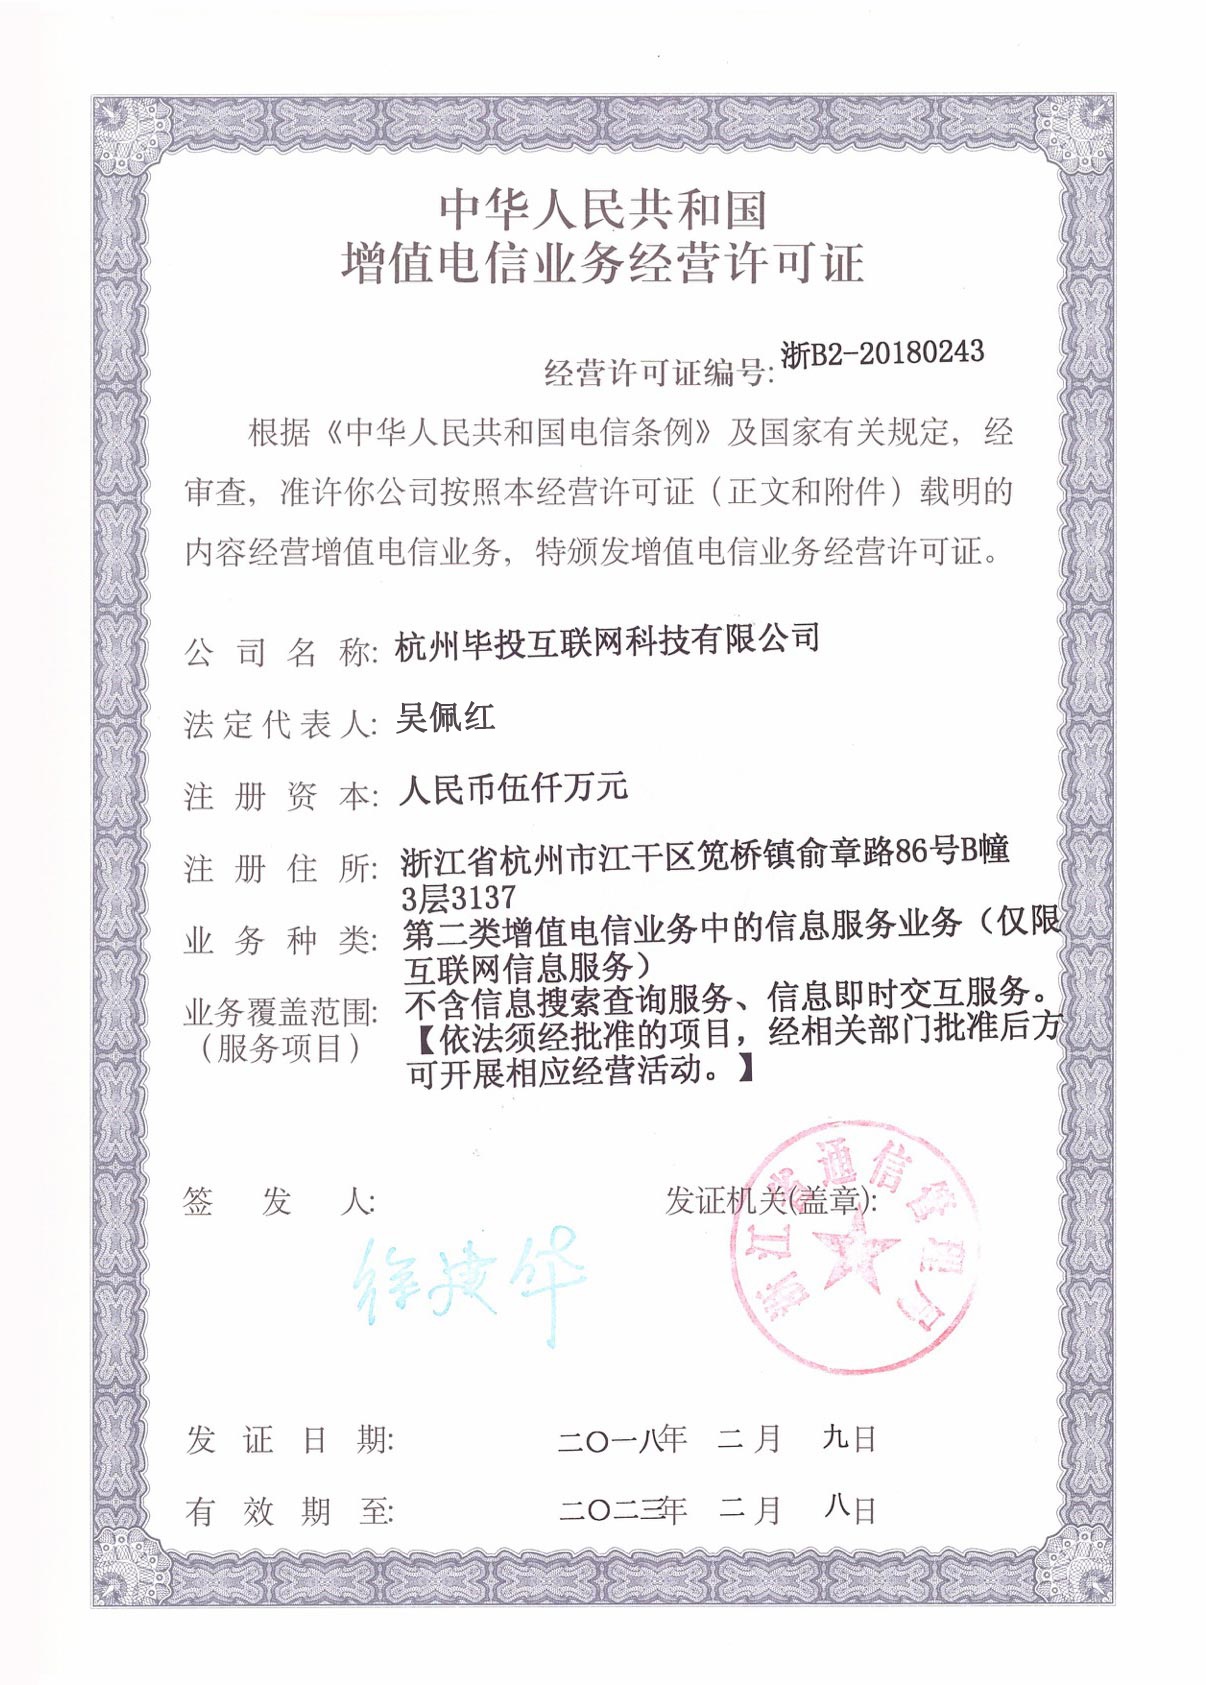 中华人民共和国
增值电信业务经营许可证
经营许可证编号: 浙B2-20180243
根据《中华人民共和国电信条例》及国家有关规定，经
审查，准许你公司按照本经营许可证（正文和附件）载明的
内容经营增值电信业务，特颁发增值电信业务经营许可证。
公司名称: 杭州毕投互联网科技有限公司
法定代表人: 吴佩红
注册资本: 人民币伍仟万元
注册住所: 浙江省杭州市江干区笕桥镇俞章路86号B幢
3层3137
业务种类: 第二类增值电信业务中的信息服务业务（仅限
互联网信息服务）
业务覆盖范围: 不含信息搜索查询服务、信息即时交互服务。
（服务项目） 【依法须经批准的项目，经相关部门批准后方
可开展相应经营活动。】
签发人:
发证机关(盖章):
浙江省通信管理局
发证日期: 二〇一八年 二月 九日
有效期至: 二〇二三年 二月 八日